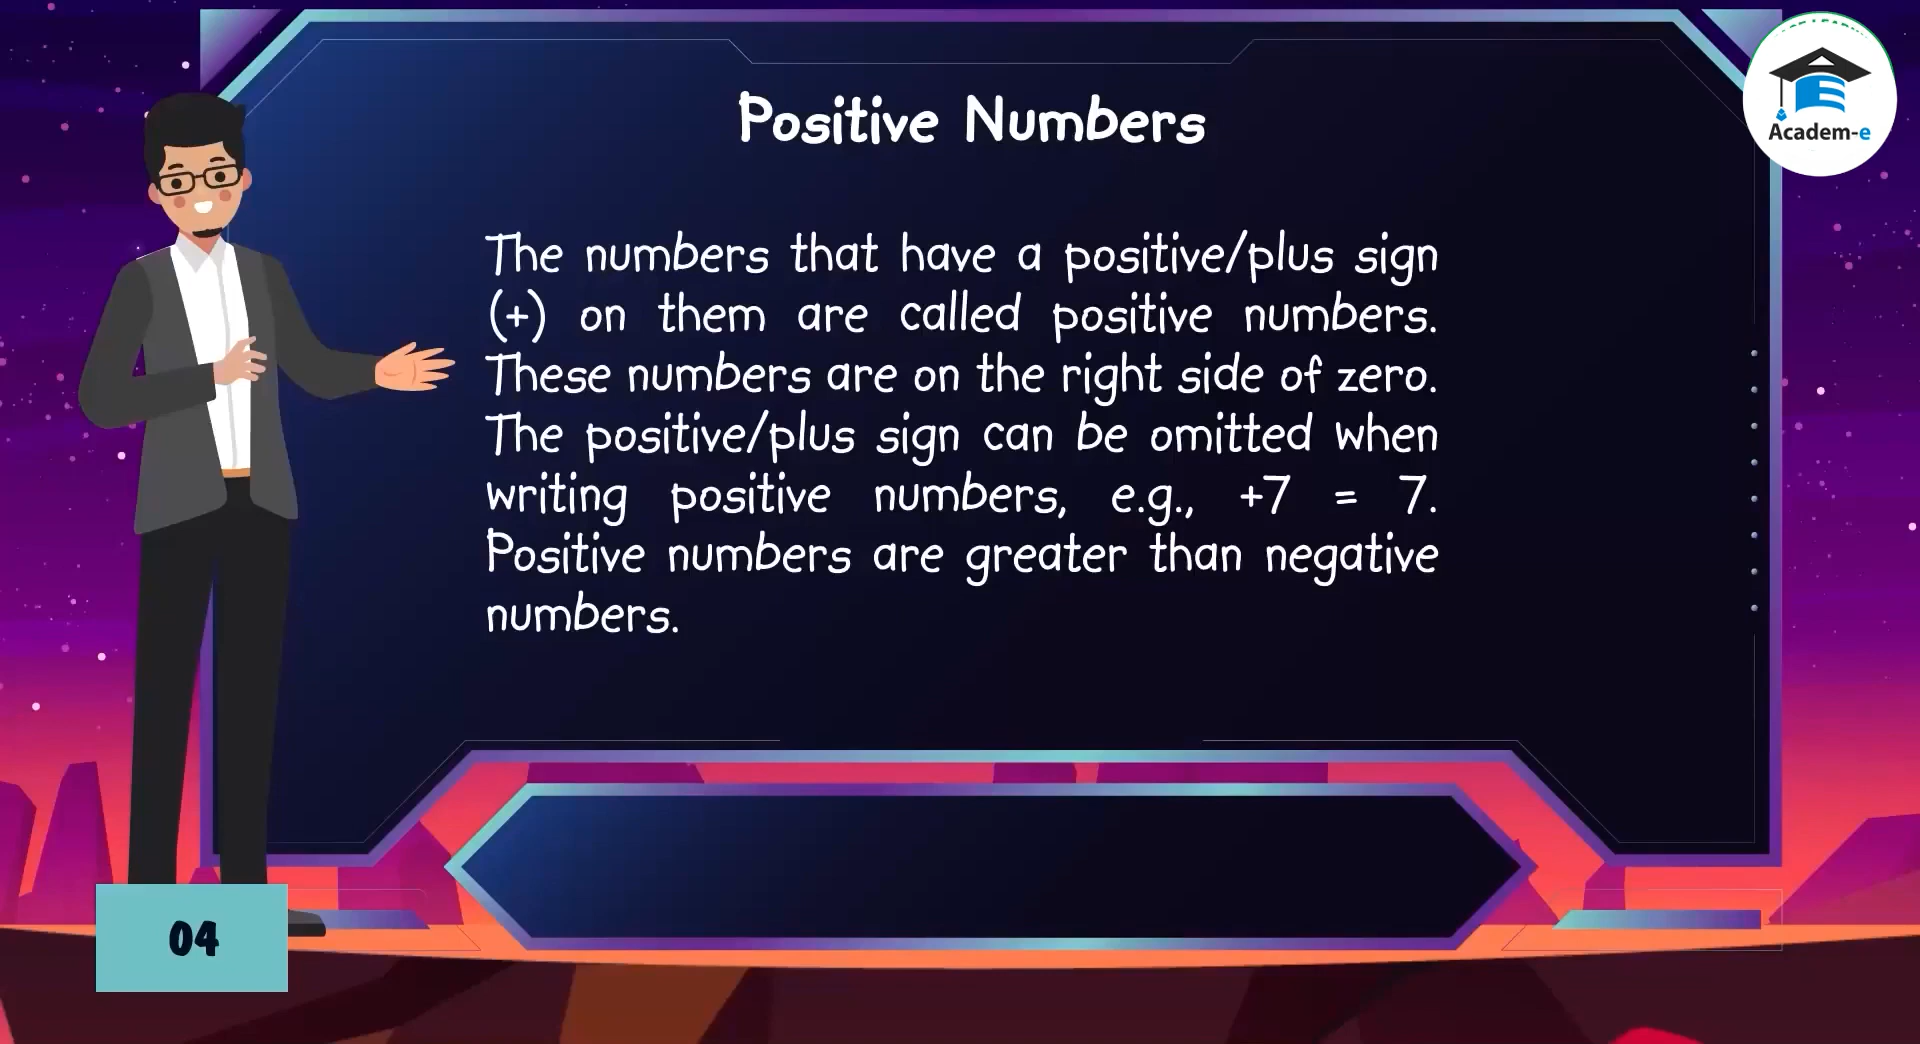 Positive Numbers
Academ-e
The numbers that have a positive/plus sign
(+) on them are called positive numbers.
These numbers are on the right side of zero.
The positive/plus sign can be omitted when
writing positive numbers, e.g., +7 = 7.
Positive numbers are greater than negative
numbers.
04